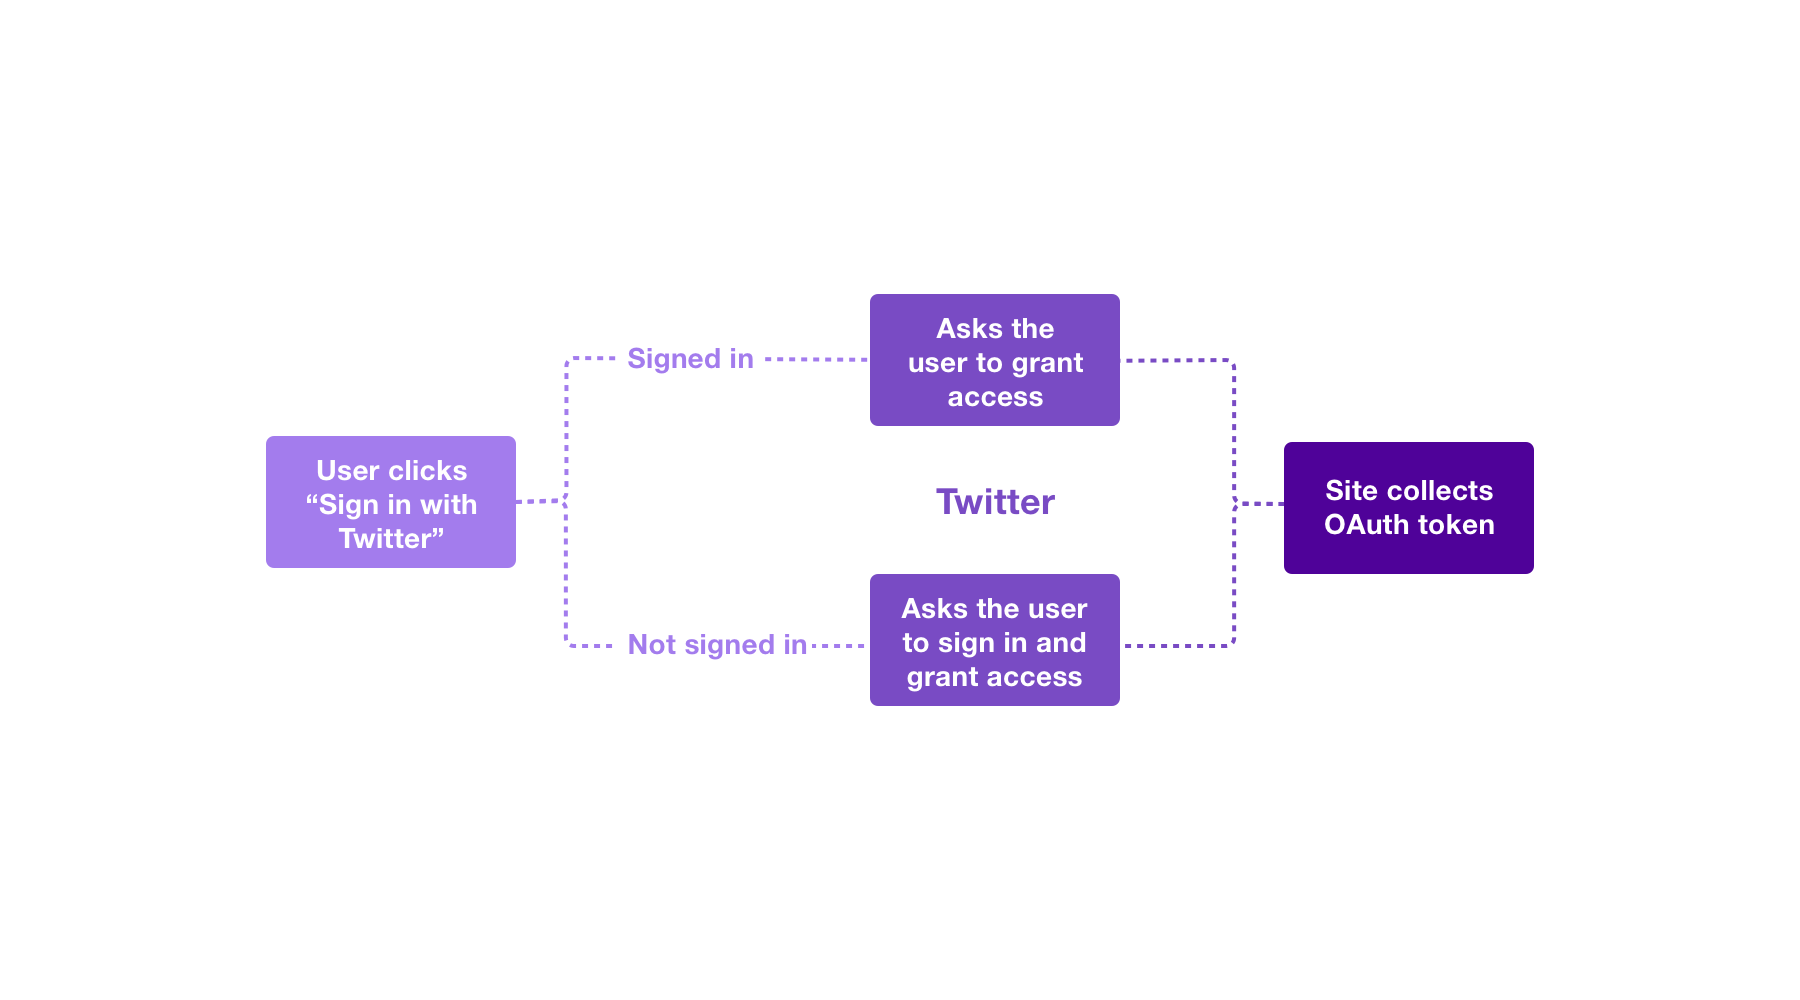 User clicks
“Sign in with
Twitter”
Signed in
Not signed in
Asks the
user to grant
access
Twitter
Asks the user
to sign in and
grant access
Site collects
OAuth token